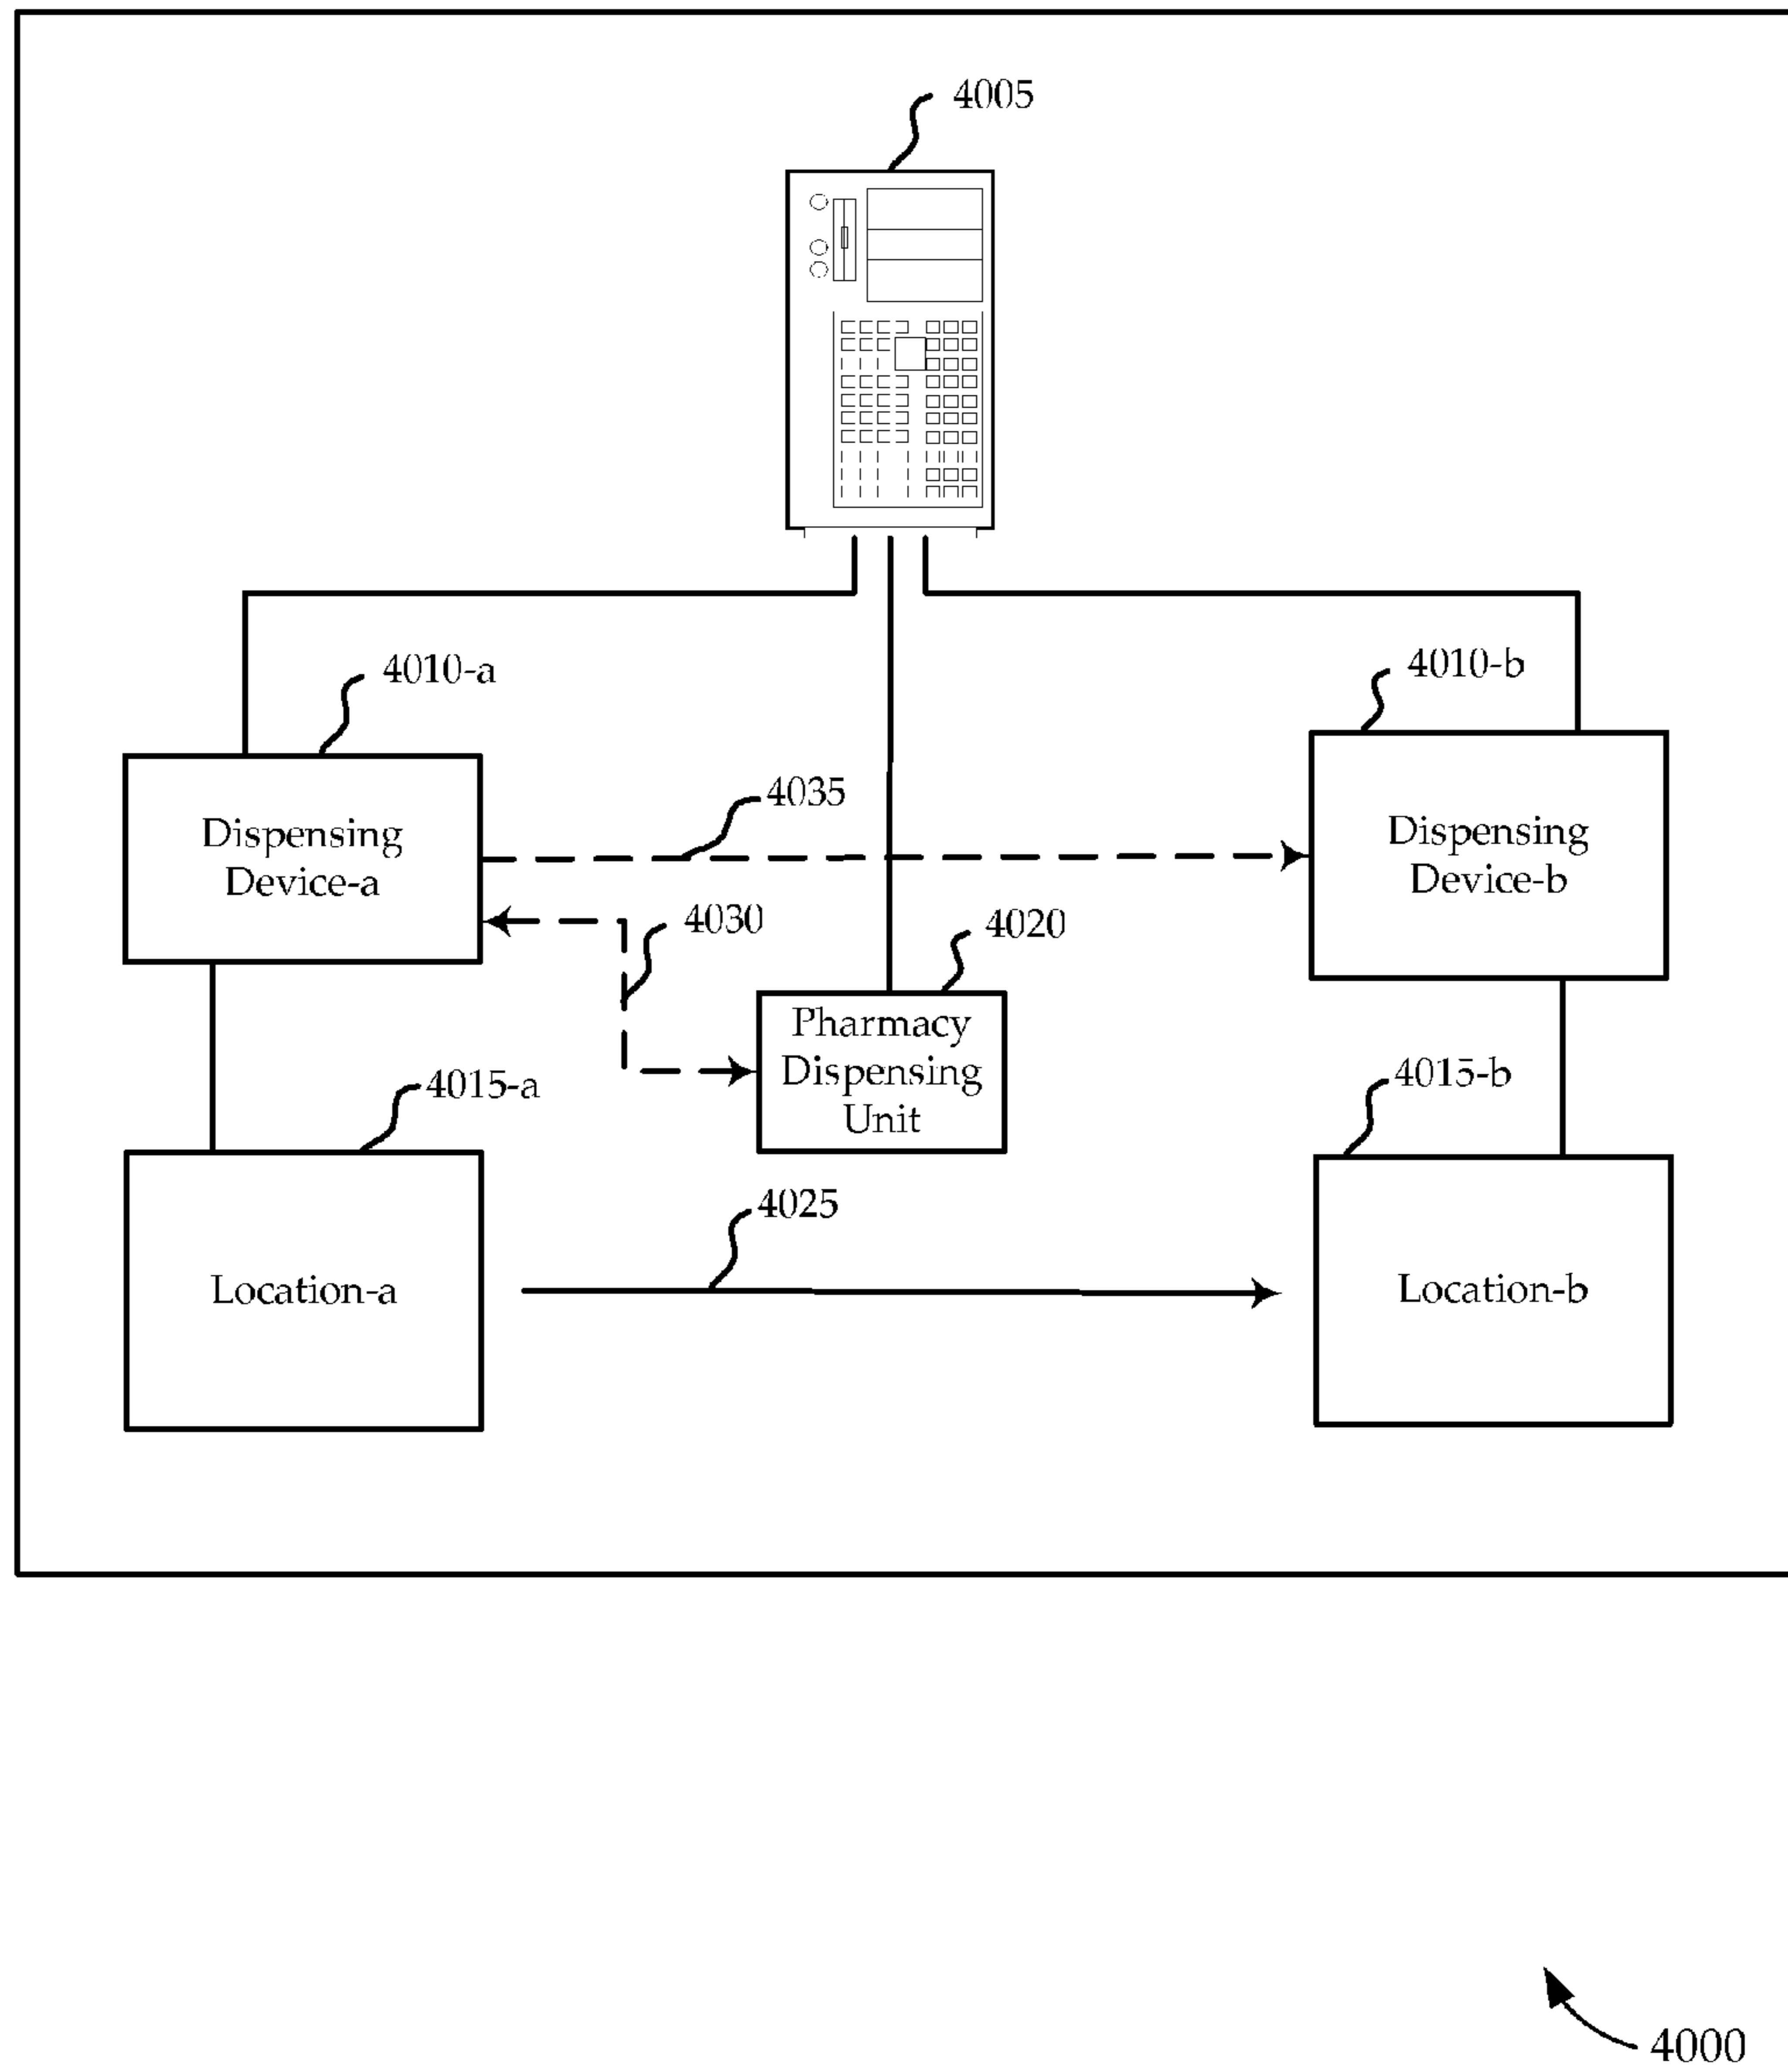 4005
4010-a
4010-b
Dispensing
Device-a
4035
Dispensing
Device-b
4030
4020
Pharmacy
Dispensing
Unit
4015-a
4015-b
4025
Location-a
Location-b
4000